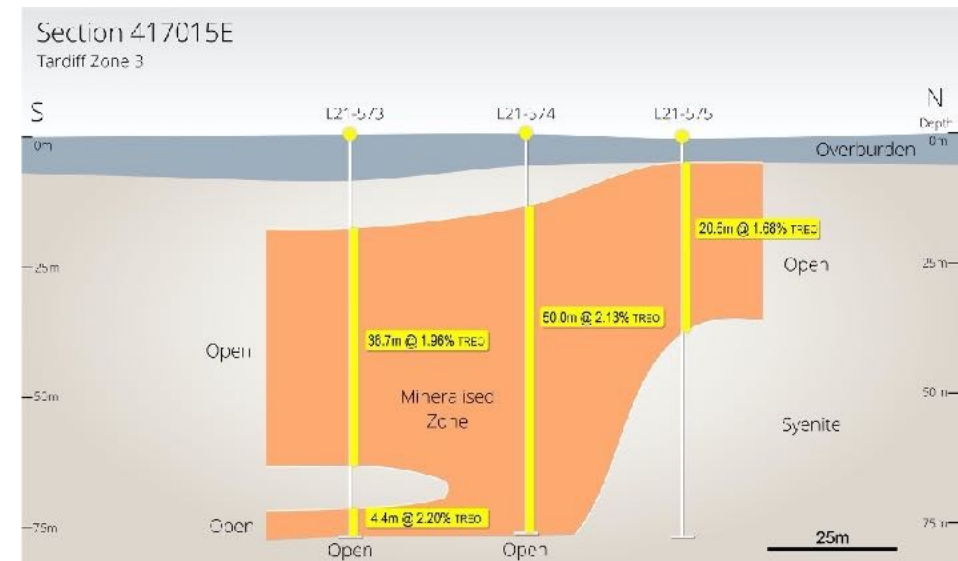 Section 417015E
Tardiff Zone 3
S
N
L21-573
L21-574
L21-575
Depth
0m
0m
Overburden
20.5m @ 1.68% TREO
Open
25m
25m
50.0m @ 2.13% TREO
Open
1.96% TREO
50m
50m
Mineralised
Zone
Syenite
4.4m @ 2.20% TREO
Open
75m
75m
25m
Open
Open